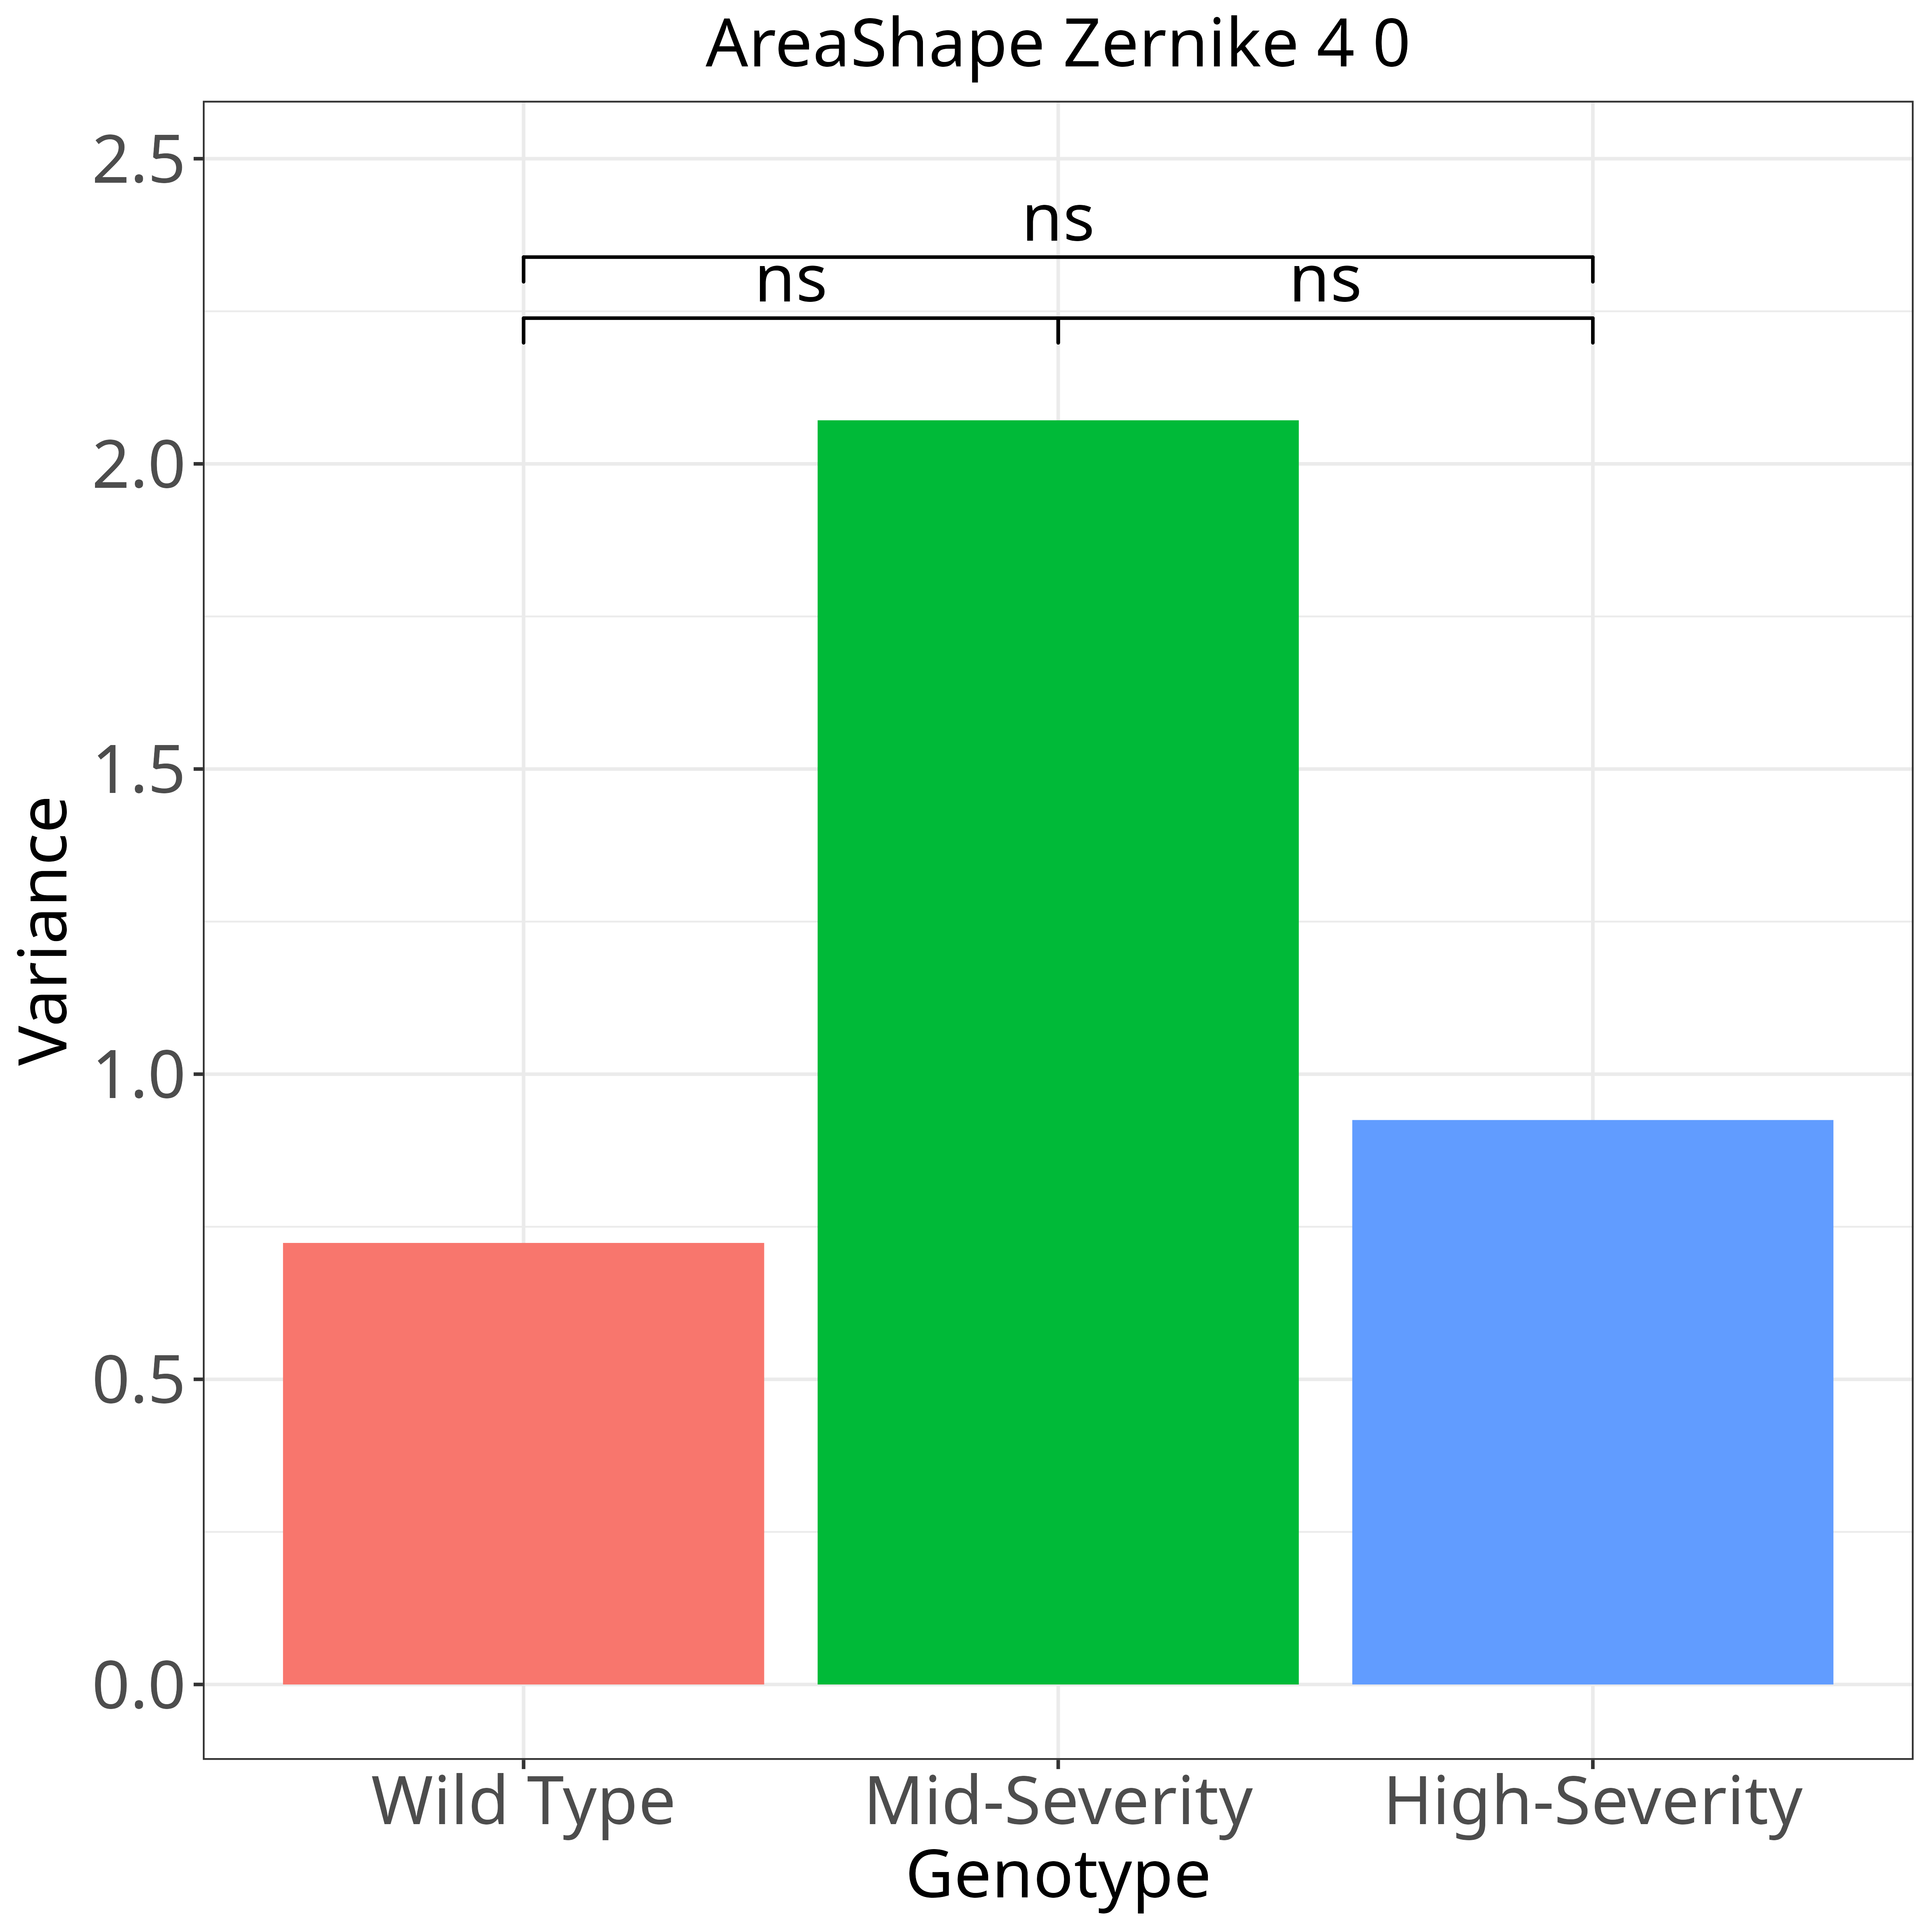 AreaShape Zernike 4 0
2.5
2.0
1.5
1.0
0.5
0.0
Variance
ns
ns
ns
Wild Type
Mid-Severity
High-Severity
Genotype